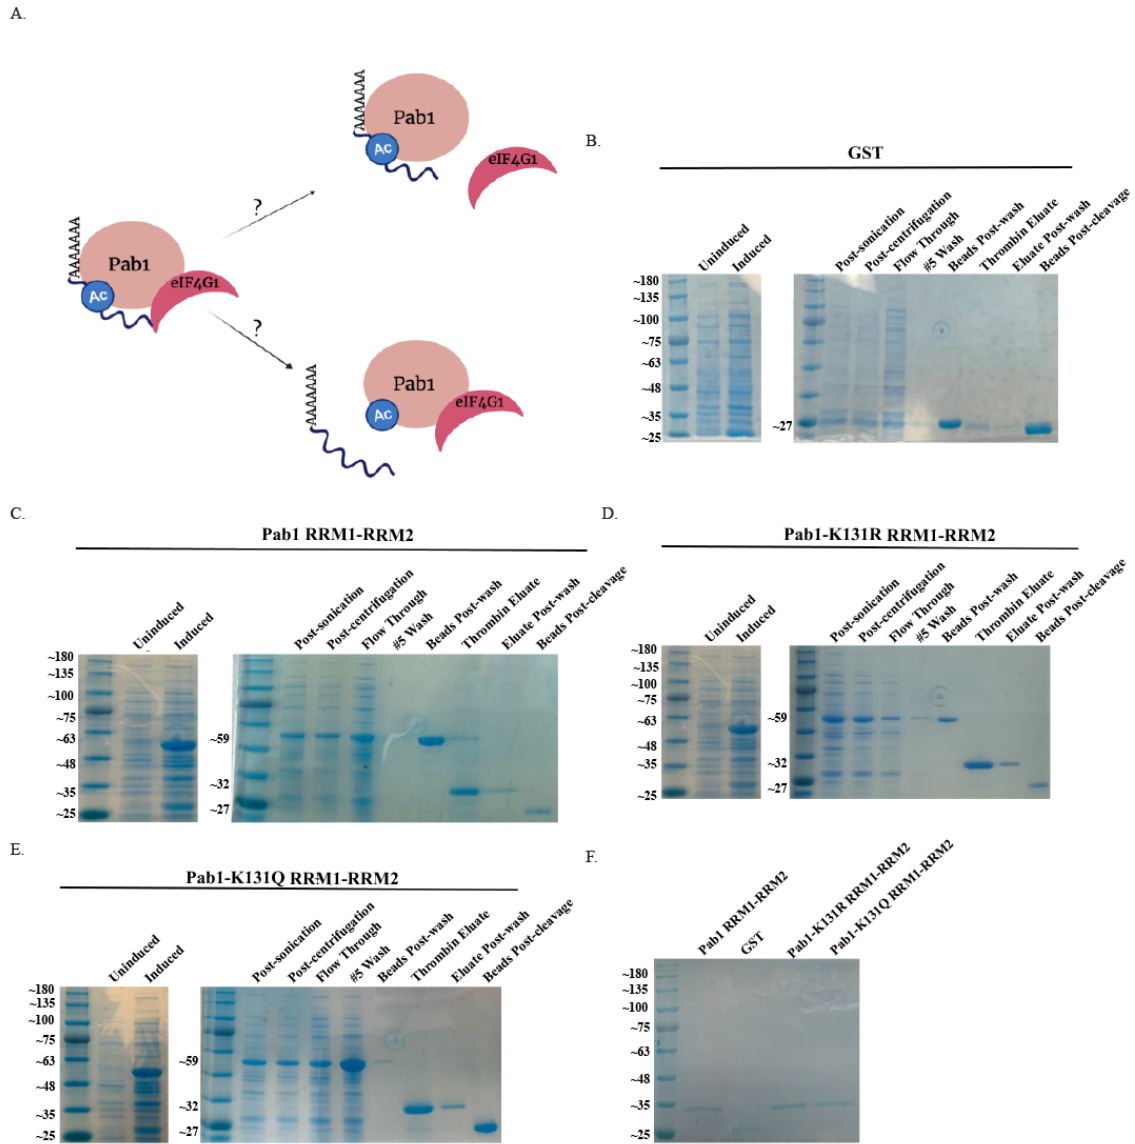 A.
AAAAAAA
Pab1
Ac
eIF4G1
?
AAAAAAA
Pab1
Ac
eIF4G1
?
AAAAAAA
Pab1
Ac
eIF4G1
B.
GST
Uninduced
Induced
Post-sonication
Post-centrifugation
Flow Through
#5 Wash
Beads Post-wash
Thrombin Eluate
Eluate Post-wash
Beads Post-cleavage
~180
~135
~100
~75
~63
~48
~35
~25
~27
C.
Pab1 RRM1-RRM2
Uninduced
Induced
Post-sonication
Post-centrifugation
Flow Through
#5 Wash
Beads Post-wash
Thrombin Eluate
Eluate Post-wash
Beads Post-cleavage
~180
~135
~100
~75
~63
~48
~35
~25
~59
~32
~27
D.
Pab1-K131R RRM1-RRM2
Uninduced
Induced
Post-sonication
Post-centrifugation
Flow Through
#5 Wash
Beads Post-wash
Thrombin Eluate
Eluate Post-wash
Beads Post-cleavage
~180
~135
~100
~75
~63
~48
~35
~25
~59
~32
~27
E.
Pab1-K131Q RRM1-RRM2
Uninduced
Induced
Post-sonication
Post-centrifugation
Flow Through
#5 Wash
Beads Post-wash
Thrombin Eluate
Eluate Post-wash
Beads Post-cleavage
~180
~135
~100
~75
~63
~48
~35
~25
~59
~32
~27
F.
Pab1 RRM1-RRM2
GST
Pab1-K131R RRM1-RRM2
Pab1-K131Q RRM1-RRM2
~180
~135
~100
~75
~63
~48
~35
~25